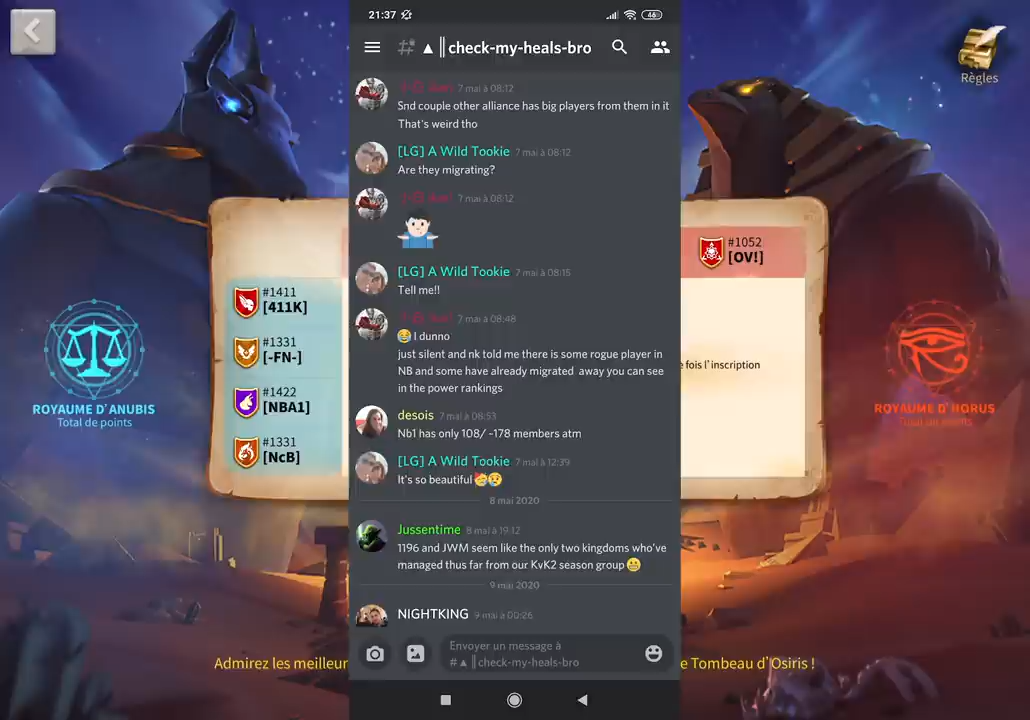 21:37
46
# ▲ ║check-my-heals-bro
Règles
7 mai à 08:12
Snd couple other alliance has big players from them in it
That's weird tho
[LG] A Wild Tookie 7 mai à 08:12
Are they migrating?
7 mai à 08:12
[LG] A Wild Tookie 7 mai à 08:15
Tell me!!
7 mai à 08:48
😂 I dunno
just silent and nk told me there is some rogue player in
NB and some have already migrated away you can see
in the power rankings
desois 7 mai à 08:53
Nb1 has only 108/ -178 members atm
[LG] A Wild Tookie 7 mai à 12:39
It's so beautiful🥳😢
8 mai 2020
Jussentime 8 mai à 19:12
1196 and JWM seem like the only two kingdoms who've
managed thus far from our KvK2 season group😬
9 mai 2020
NIGHTKING 9 mai à 00:26
Envoyer un message à
# ▲ ║check-my-heals-bro
#1411
[411K]
#1331
[-FN-]
#1422
[NBA1]
#1331
[NcB]
ROYAUME D'ANUBIS
Total de points
#1052
[OV!]
e fois l'inscription
ROYAUME D'HORUS
Total de points
Admirez les meilleur
e Tombeau d'Osiris !